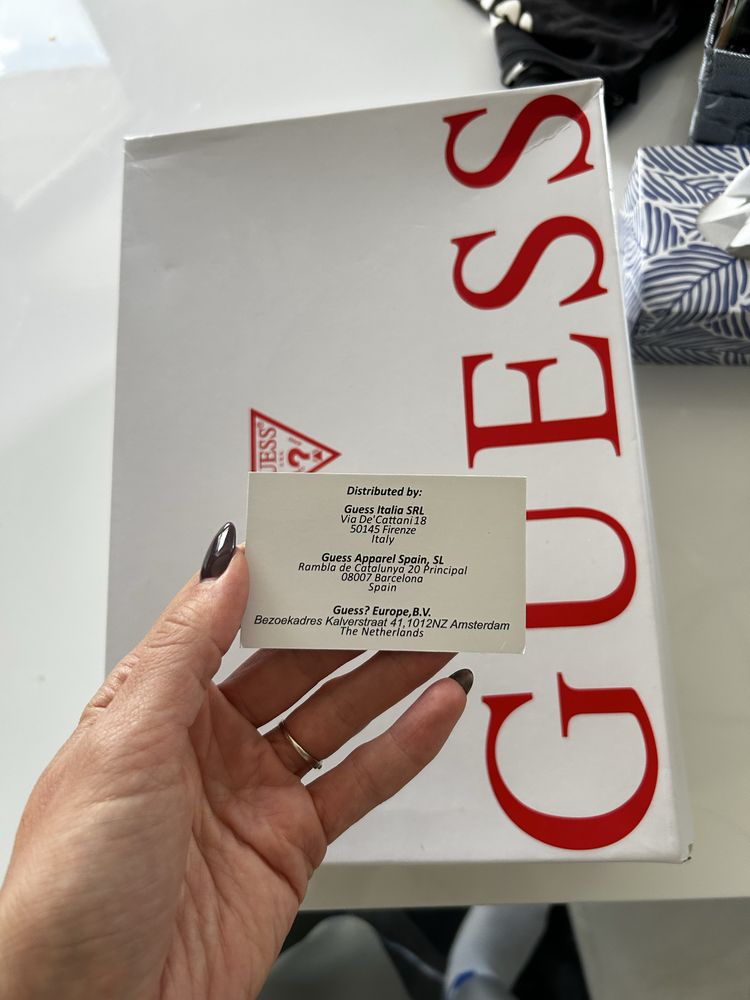 GUESS
GUESS®
U.S.A.
?
Distributed by:
Guess Italia SRL
Via De'Cattani 18
50145 Firenze
Italy
Guess Apparel Spain, SL
Rambla de Catalunya 20 Principal
08007 Barcelona
Spain
Guess? Europe,B.V.
Bezoekadres Kalverstraat 41,1012NZ Amsterdam
The Netherlands